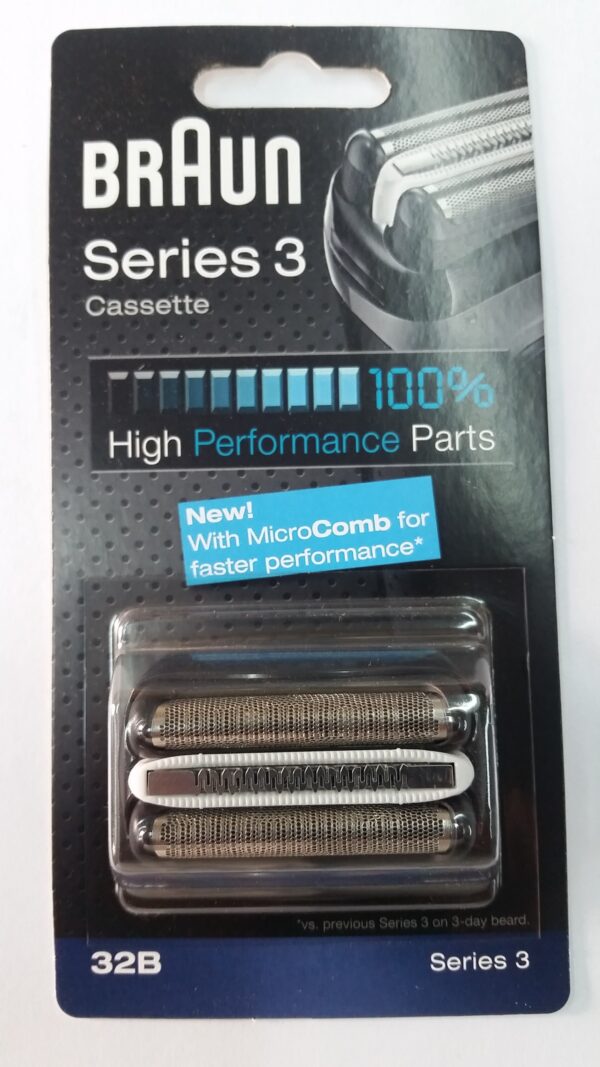 BRAUN
Series 3
Cassette
100%
High Performance Parts
New!
With MicroComb for
faster performance*
*vs. previous Series 3 on 3-day beard.
32B
Series 3